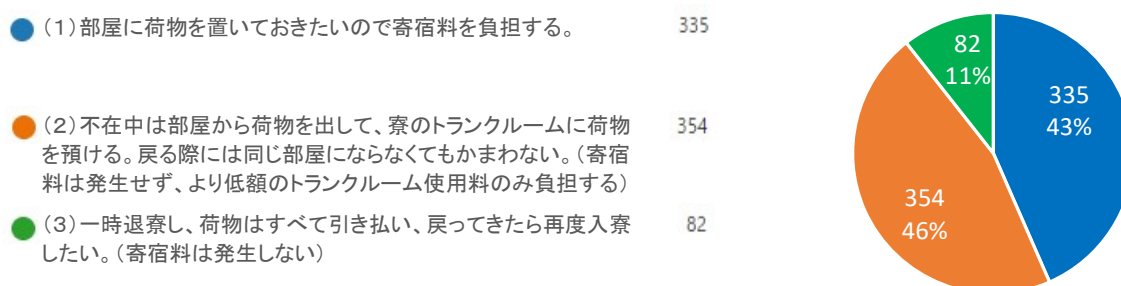 （1）部屋に荷物を置いておきたいので寄宿料を負担する。 335
（2）不在中は部屋から荷物を出して、寮のトランクルームに荷物 354
を預ける。戻る際には同じ部屋にならなくてもかまわない。（寄宿
料は発生せず、より低額のトランクルーム使用料のみ負担する）
（3）一時退寮し、荷物はすべて引き払い、戻ってきたら再度入寮 82
したい。（寄宿料は発生しない）
82
11%
335
43%
354
46%